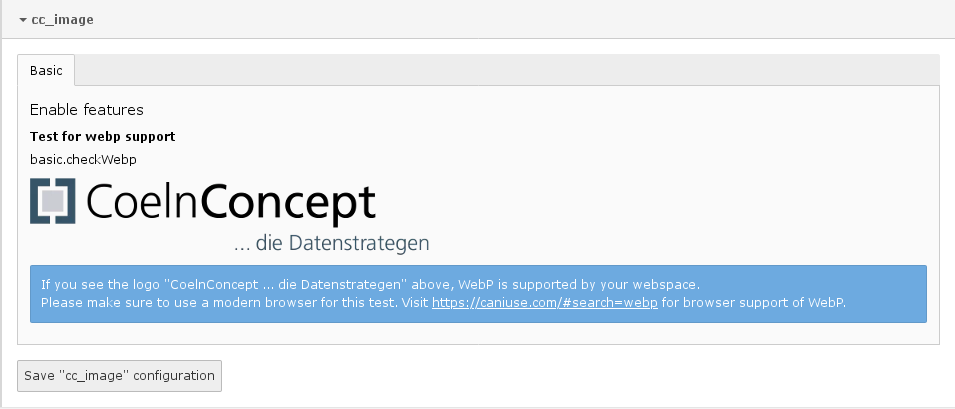 cc_image
Basic
Enable features
Test for webp support
basic.checkWebp
CoelnConcept
... die Datenstrategen
If you see the logo "CoelnConcept ... die Datenstrategen" above, WebP is supported by your webspace.
Please make sure to use a modern browser for this test. Visit https://caniuse.com/#search=webp for browser support of WebP.
Save "cc_image" configuration